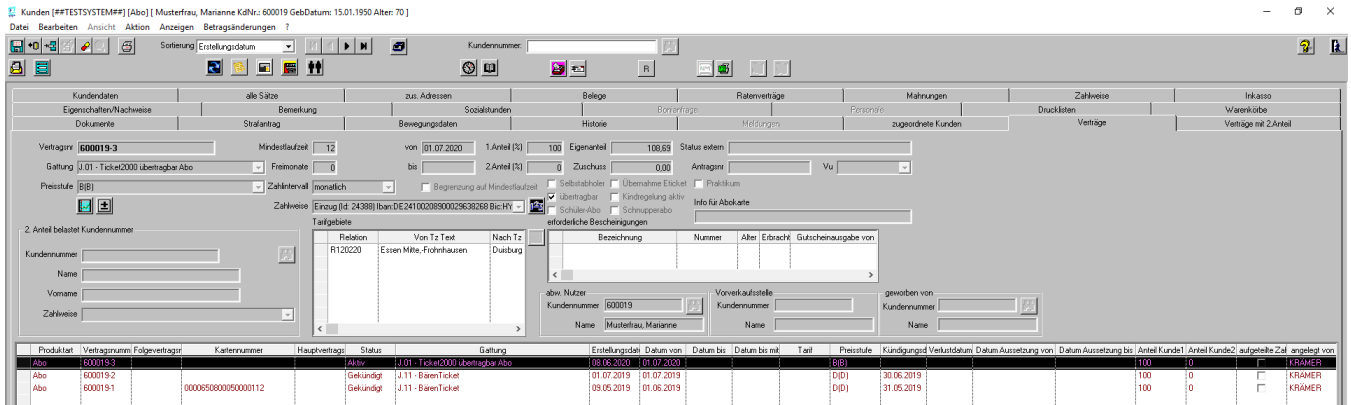 Kunden [##TESTSYSTEM##] [Abo] [ Musterfrau, Marianne KdNr.: 600019 GebDatum: 15.01.1950 Alter: 70 ]
Datei Bearbeiten Ansicht Aktion Anzeigen Betragsänderungen ?
Sortierung Erstellungsdatum Kundennummer:
R
Kundendaten alle Sätze zus. Adressen Belege Ratenverträge Mahnungen Zahlweise Inkasso
Eigenschaften/Nachweise Bemerkung Sozialstunden Bonianfrage Personale Drucklisten Warenkörbe
Dokumente Strafantrag Bewegungsdaten Historie Meldungen zugeordnete Kunden Verträge Verträge mit 2.Anteil
Vertragsnr 600019-3 Mindestlaufzeit 12 von 01.07.2020 1.Anteil (%) 100 Eigenanteil 108,69 Status extern
Gattung J.01 - Ticket2000 übertragbar Abo Freimonate 0 bis 2.Anteil (%) 0 Zuschuss 0,00 Antragsnr Vu
Preisstufe B(B) Zahlintervall monatlich Begrenzung auf Mindestlaufzeit Selbstabholer Übernahme Eticket Praktikum
übertragbar Kindregelung aktiv Info für Abokarte
Zahlweise Einzug (Id: 24388) Iban:DE24100208900029638268 Bic:HY Schüler-Abo Schnupperabo
Tarifgebiete erforderliche Bescheinigungen
2. Anteil belastet Kundennummer Relation Von Tz Text Nach Tz Bezeichnung Nummer Alter Erbracht Gutscheinausgabe von
R120220 Essen Mitte,-Frohnhausen Duisburg
Kundennummer
Name
Vorname
Zahlweise
abw. Nutzer Vorverkaufsstelle geworben von
Kundennummer 600019 Kundennummer Kundennummer
Name Musterfrau, Marianne Name Name
Produktart Vertragsnumm Folgevertragsr Kartennummer Hauptvertrags Status Gattung Erstellungsdati Datum von Datum bis Datum bis mit Tarif Preisstufe Kündigungsd Verlustdatum Datum Aussetzung von Datum Aussetzung bis Anteil Kunde1 Anteil Kunde2 aufgeteilte Zal angelegt von
Abo 600019-3 Aktiv J.01 - Ticket2000 übertragbar Abo 08.06.2020 01.07.2020 B(B) 100 0 KRÄMER
Abo 600019-2 Gekündigt J.11 - BärenTicket 01.07.2019 01.07.2019 D(D) 30.06.2019 100 0 KRÄMER
Abo 600019-1 0000650800050000112 Gekündigt J.11 - BärenTicket 09.05.2019 01.06.2019 D(D) 31.05.2019 100 0 KRÄMER